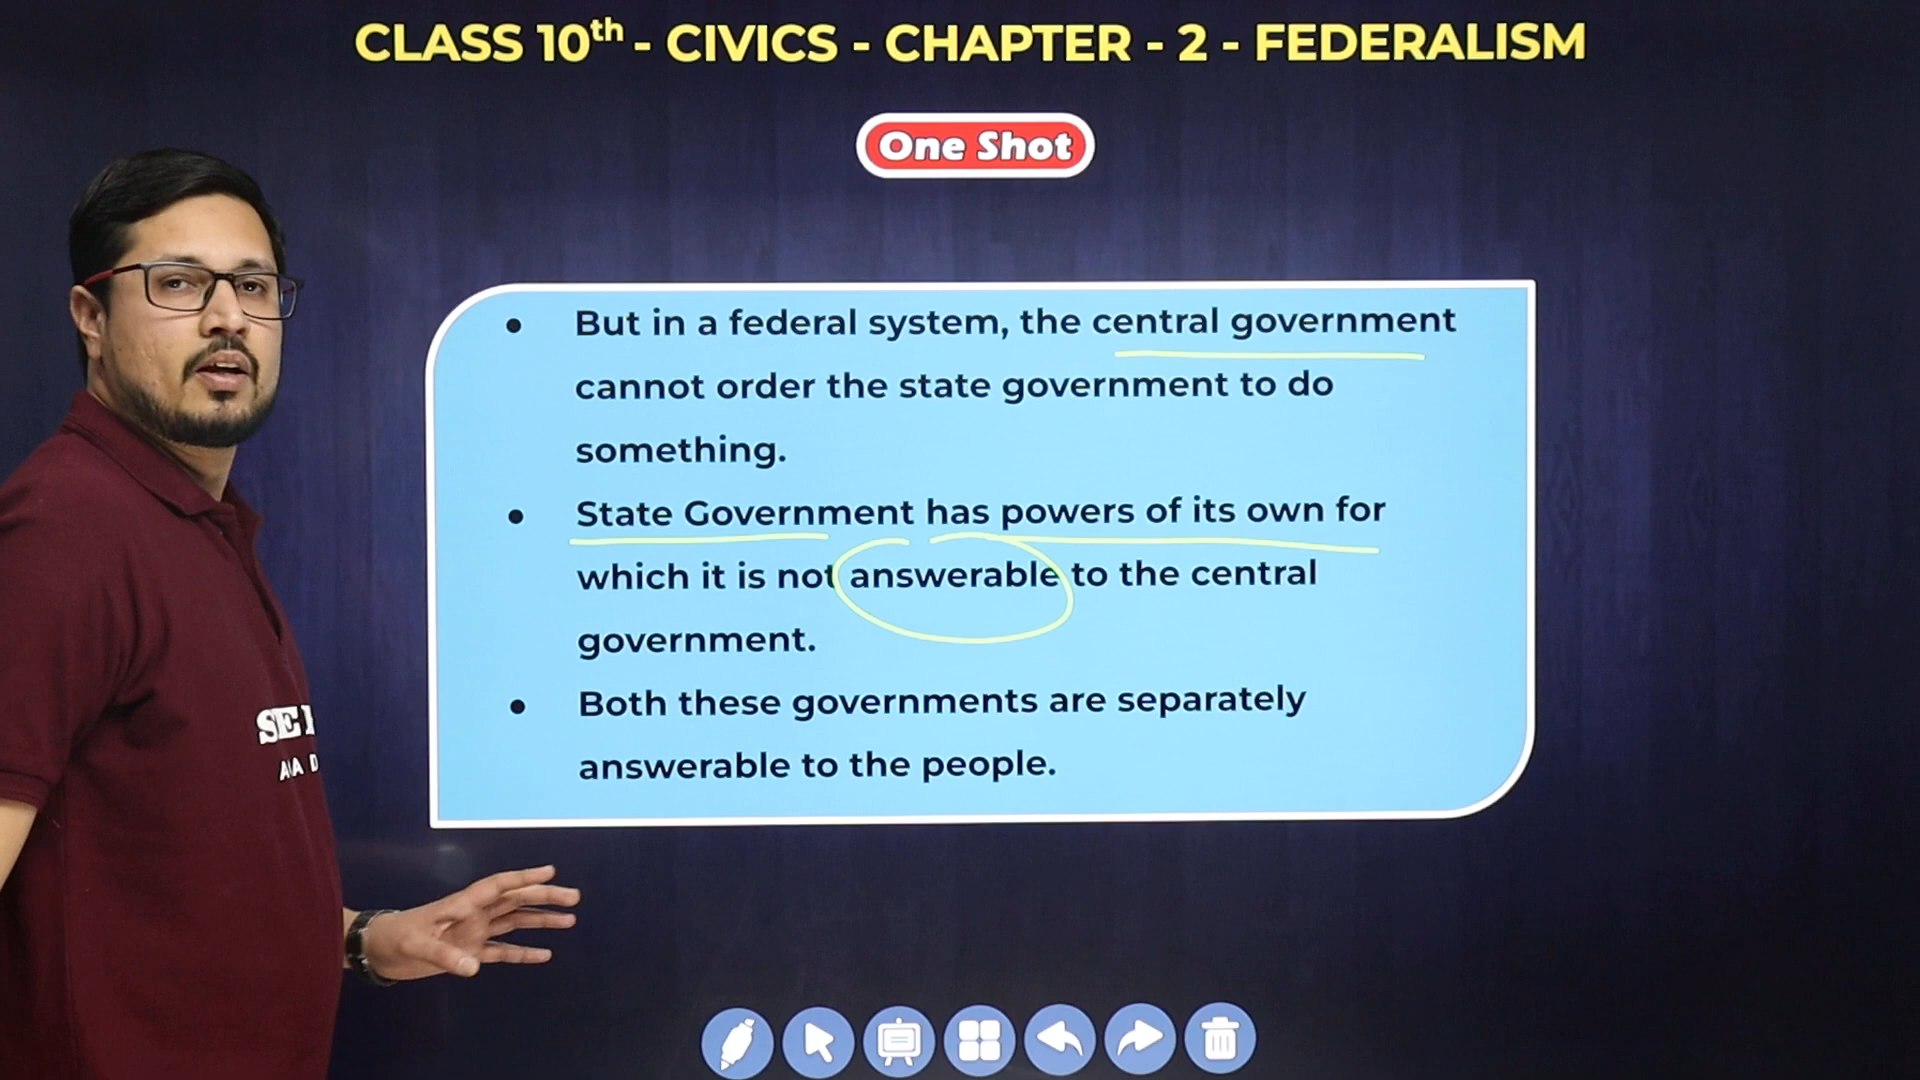 CLASS 10th - CIVICS - CHAPTER - 2 - FEDERALISM
One Shot
• But in a federal system, the central government
cannot order the state government to do
something.
• State Government has powers of its own for
which it is not answerable to the central
government.
• Both these governments are separately
answerable to the people.